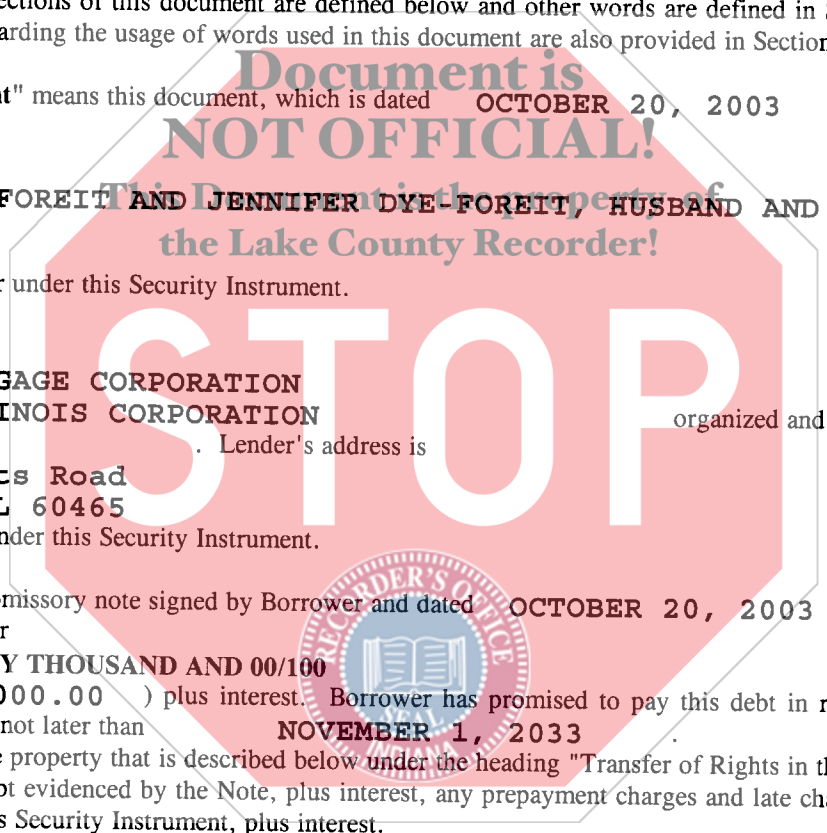 ections of this document are defined below and other words are defined in
arding the usage of words used in this document are also provided in Section
Document is
t" means this document, which is dated OCTOBER 20, 2003
NOT OFFICIAL!
This Document is the property of
FOREIT AND JENNIFER DYE-FOREIT, HUSBAND AND
the Lake County Recorder!
r under this Security Instrument.
STOP
GAGE CORPORATION
INOIS CORPORATION organized and
. Lender's address is
ts Road
L 60465
nder this Security Instrument.
RECORDER'S OFFICE
missory note signed by Borrower and dated OCTOBER 20, 2003
r
Y THOUSAND AND 00/100
000.00 ) plus interest. Borrower has promised to pay this debt in r
not later than NOVEMBER 1, 2033 .
SEAL
INDIANA
e property that is described below under the heading "Transfer of Rights in th
bt evidenced by the Note, plus interest, any prepayment charges and late cha
s Security Instrument, plus interest.